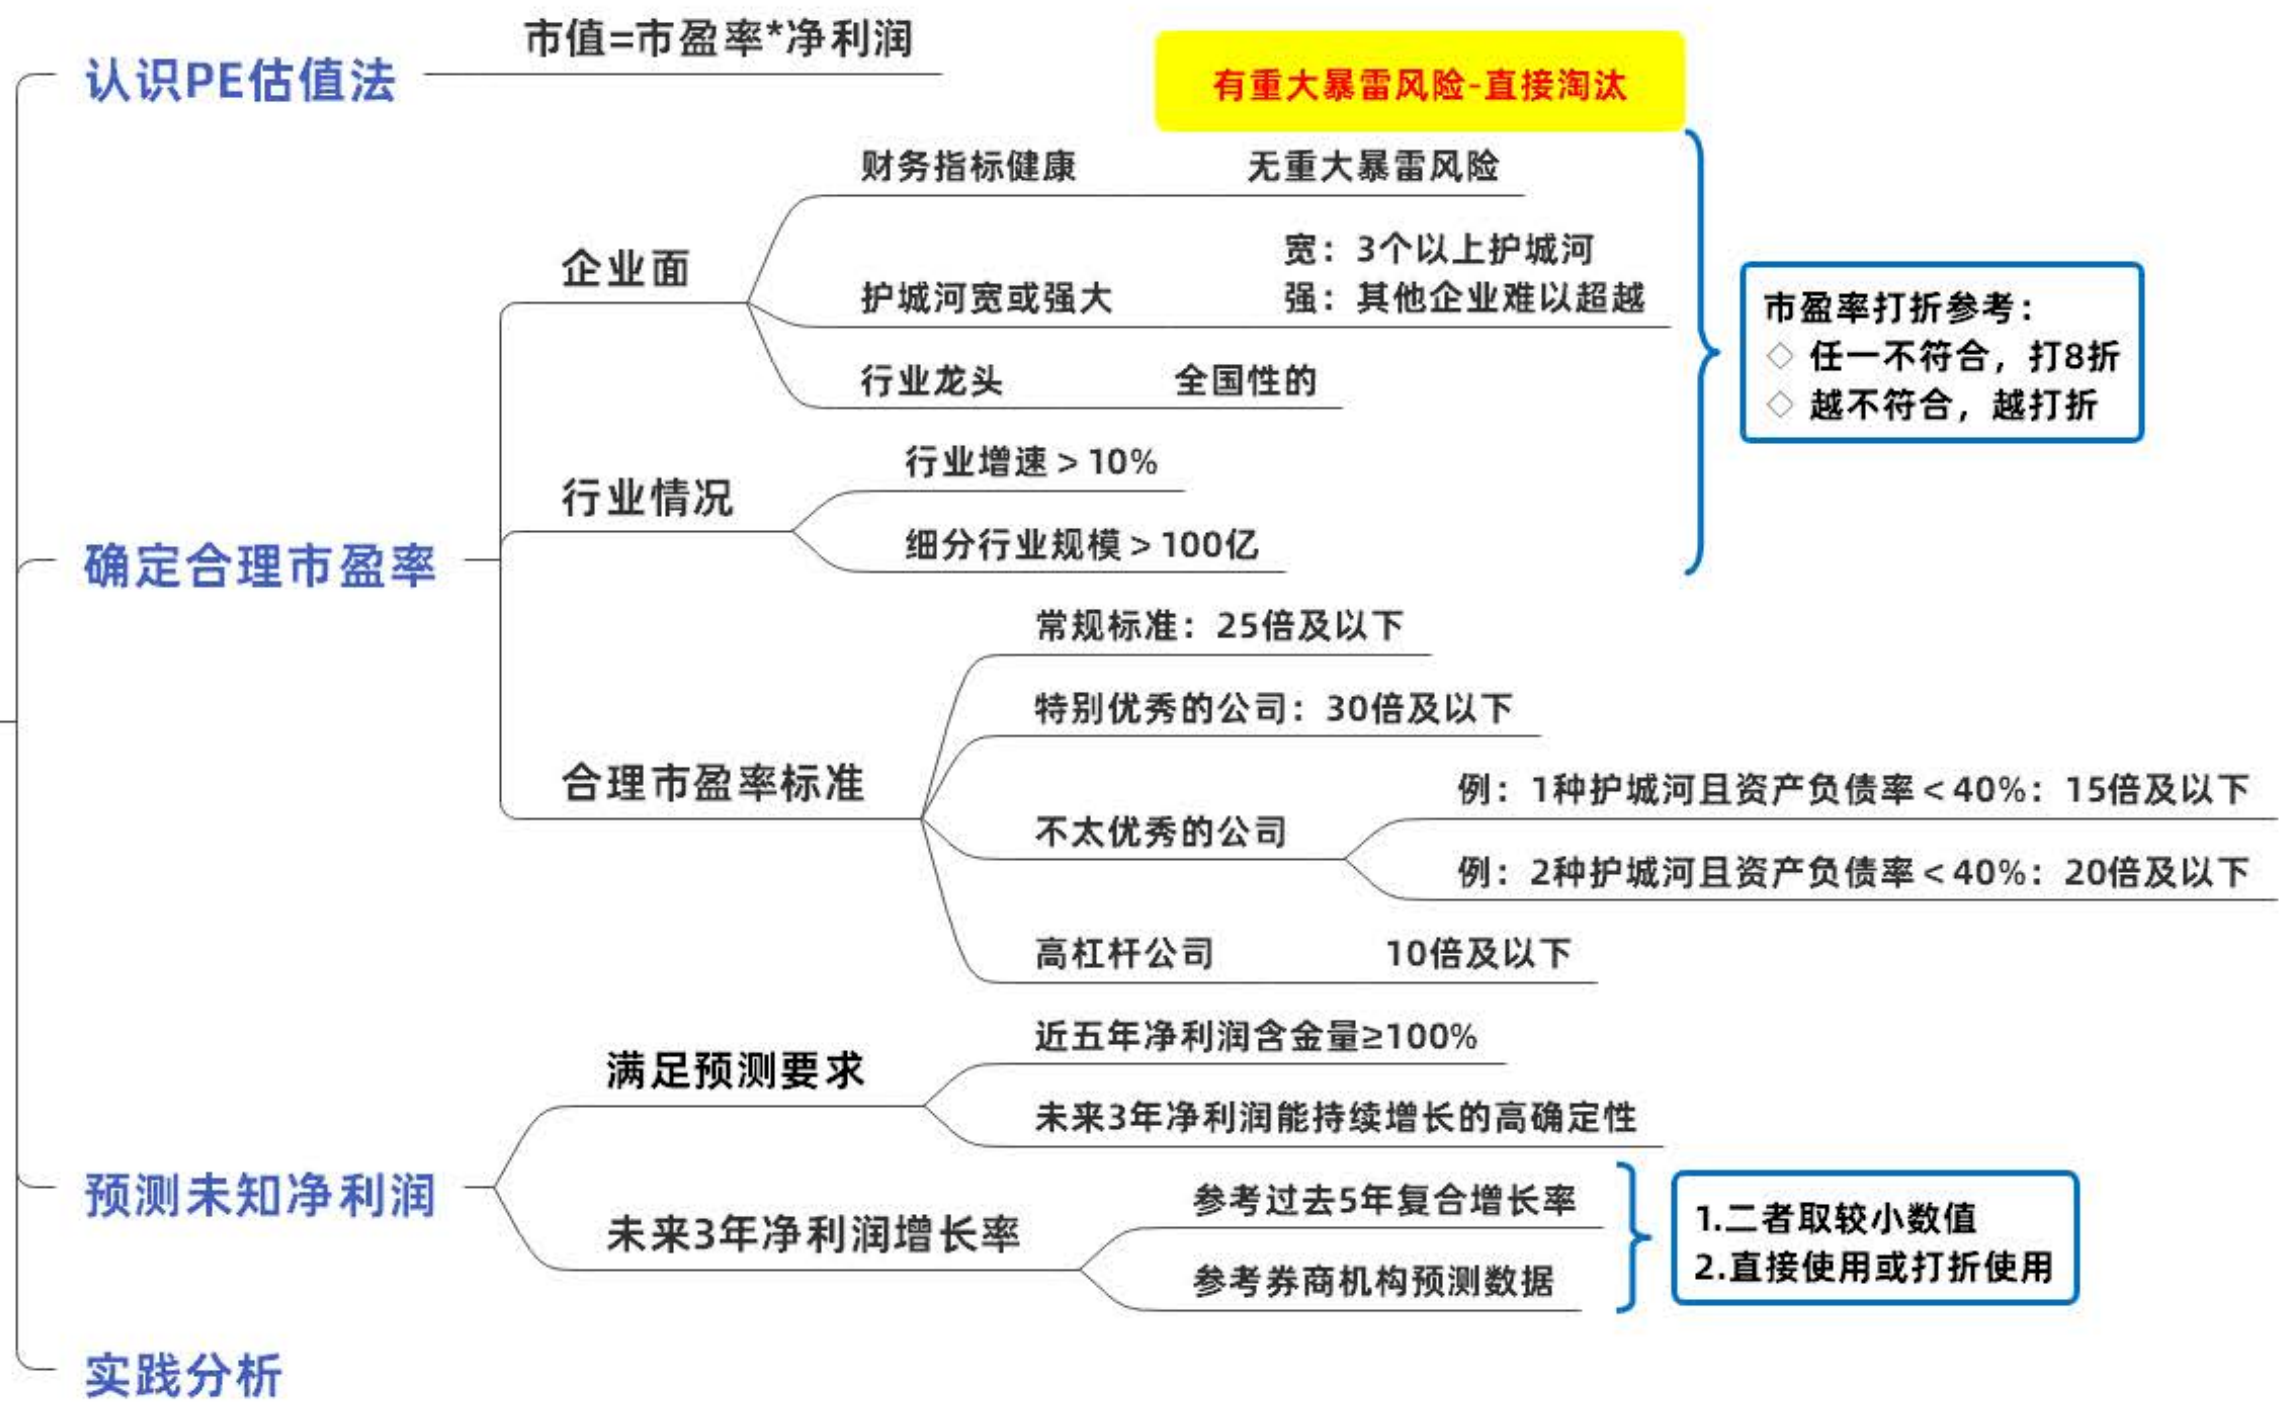 认识PE估值法
市值=市盈率*净利润
有重大暴雷风险-直接淘汰
确定合理市盈率
企业面
财务指标健康
无重大暴雷风险
护城河宽或强大
宽：3个以上护城河
强：其他企业难以超越
行业龙头
全国性的
行业情况
行业增速＞10%
细分行业规模＞100亿
市盈率打折参考：
◇ 任一不符合，打8折
◇ 越不符合，越打折
合理市盈率标准
常规标准：25倍及以下
特别优秀的公司：30倍及以下
不太优秀的公司
例：1种护城河且资产负债率＜40%：15倍及以下
例：2种护城河且资产负债率＜40%：20倍及以下
高杠杆公司
10倍及以下
预测未知净利润
满足预测要求
近五年净利润含金量≥100%
未来3年净利润能持续增长的高确定性
未来3年净利润增长率
参考过去5年复合增长率
参考券商机构预测数据
1.二者取较小数值
2.直接使用或打折使用
实践分析